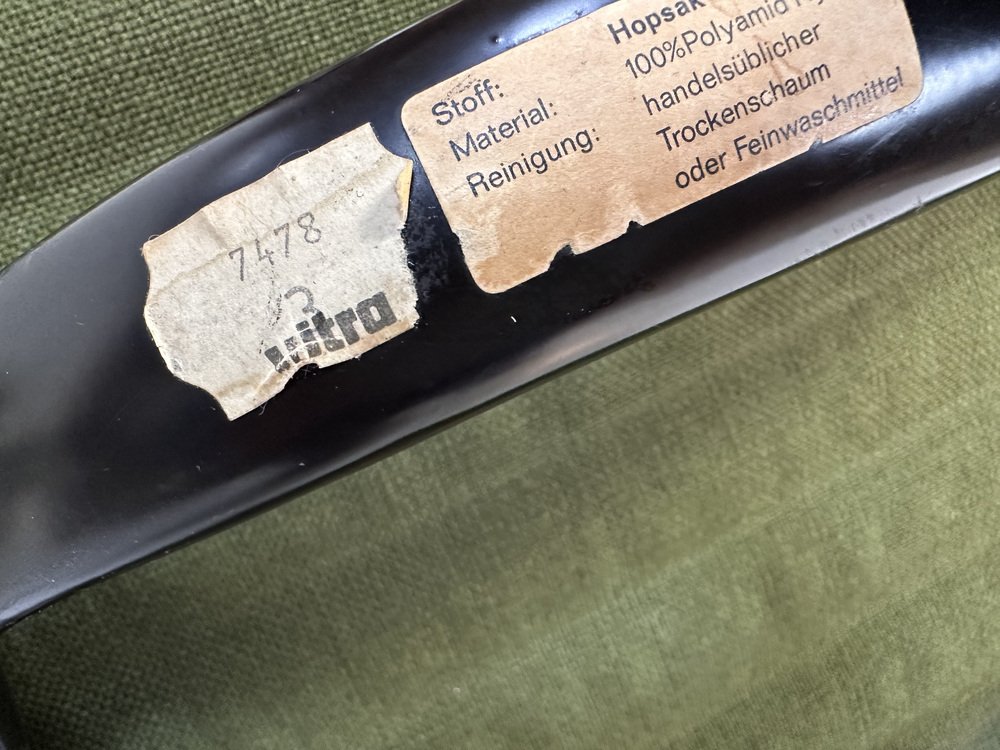 Stoff: Hopsak
Material: 100%Polyamid
Reinigung: handelsüblicher
Trockenschaum
oder Feinwaschmittel
7478
3
vitra